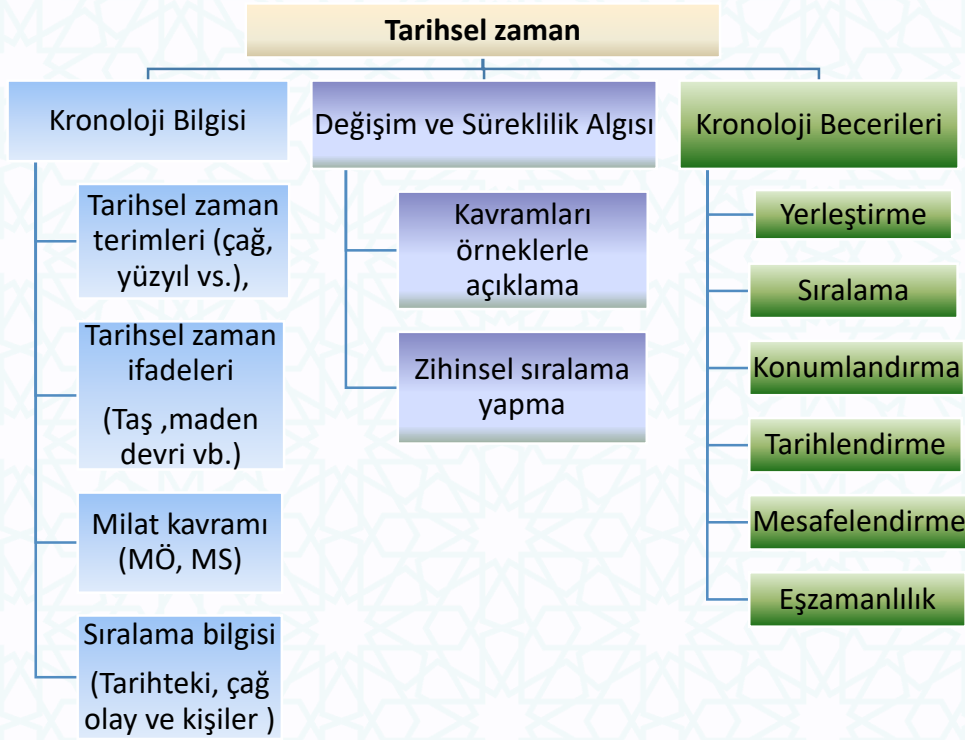 Tarihsel zaman
Kronoloji Bilgisi
Tarihsel zaman
terimleri (çağ,
yüzyıl vs.),
Tarihsel zaman
ifadeleri
(Taş ,maden
devri vb.)
Milat kavramı
(MÖ, MS)
Sıralama bilgisi
(Tarihteki, çağ
olay ve kişiler )
Değişim ve Süreklilik Algısı
Kavramları
örneklerle
açıklama
Zihinsel sıralama
yapma
Kronoloji Becerileri
Yerleştirme
Sıralama
Konumlandırma
Tarihlendirme
Mesafelendirme
Eşzamanlılık